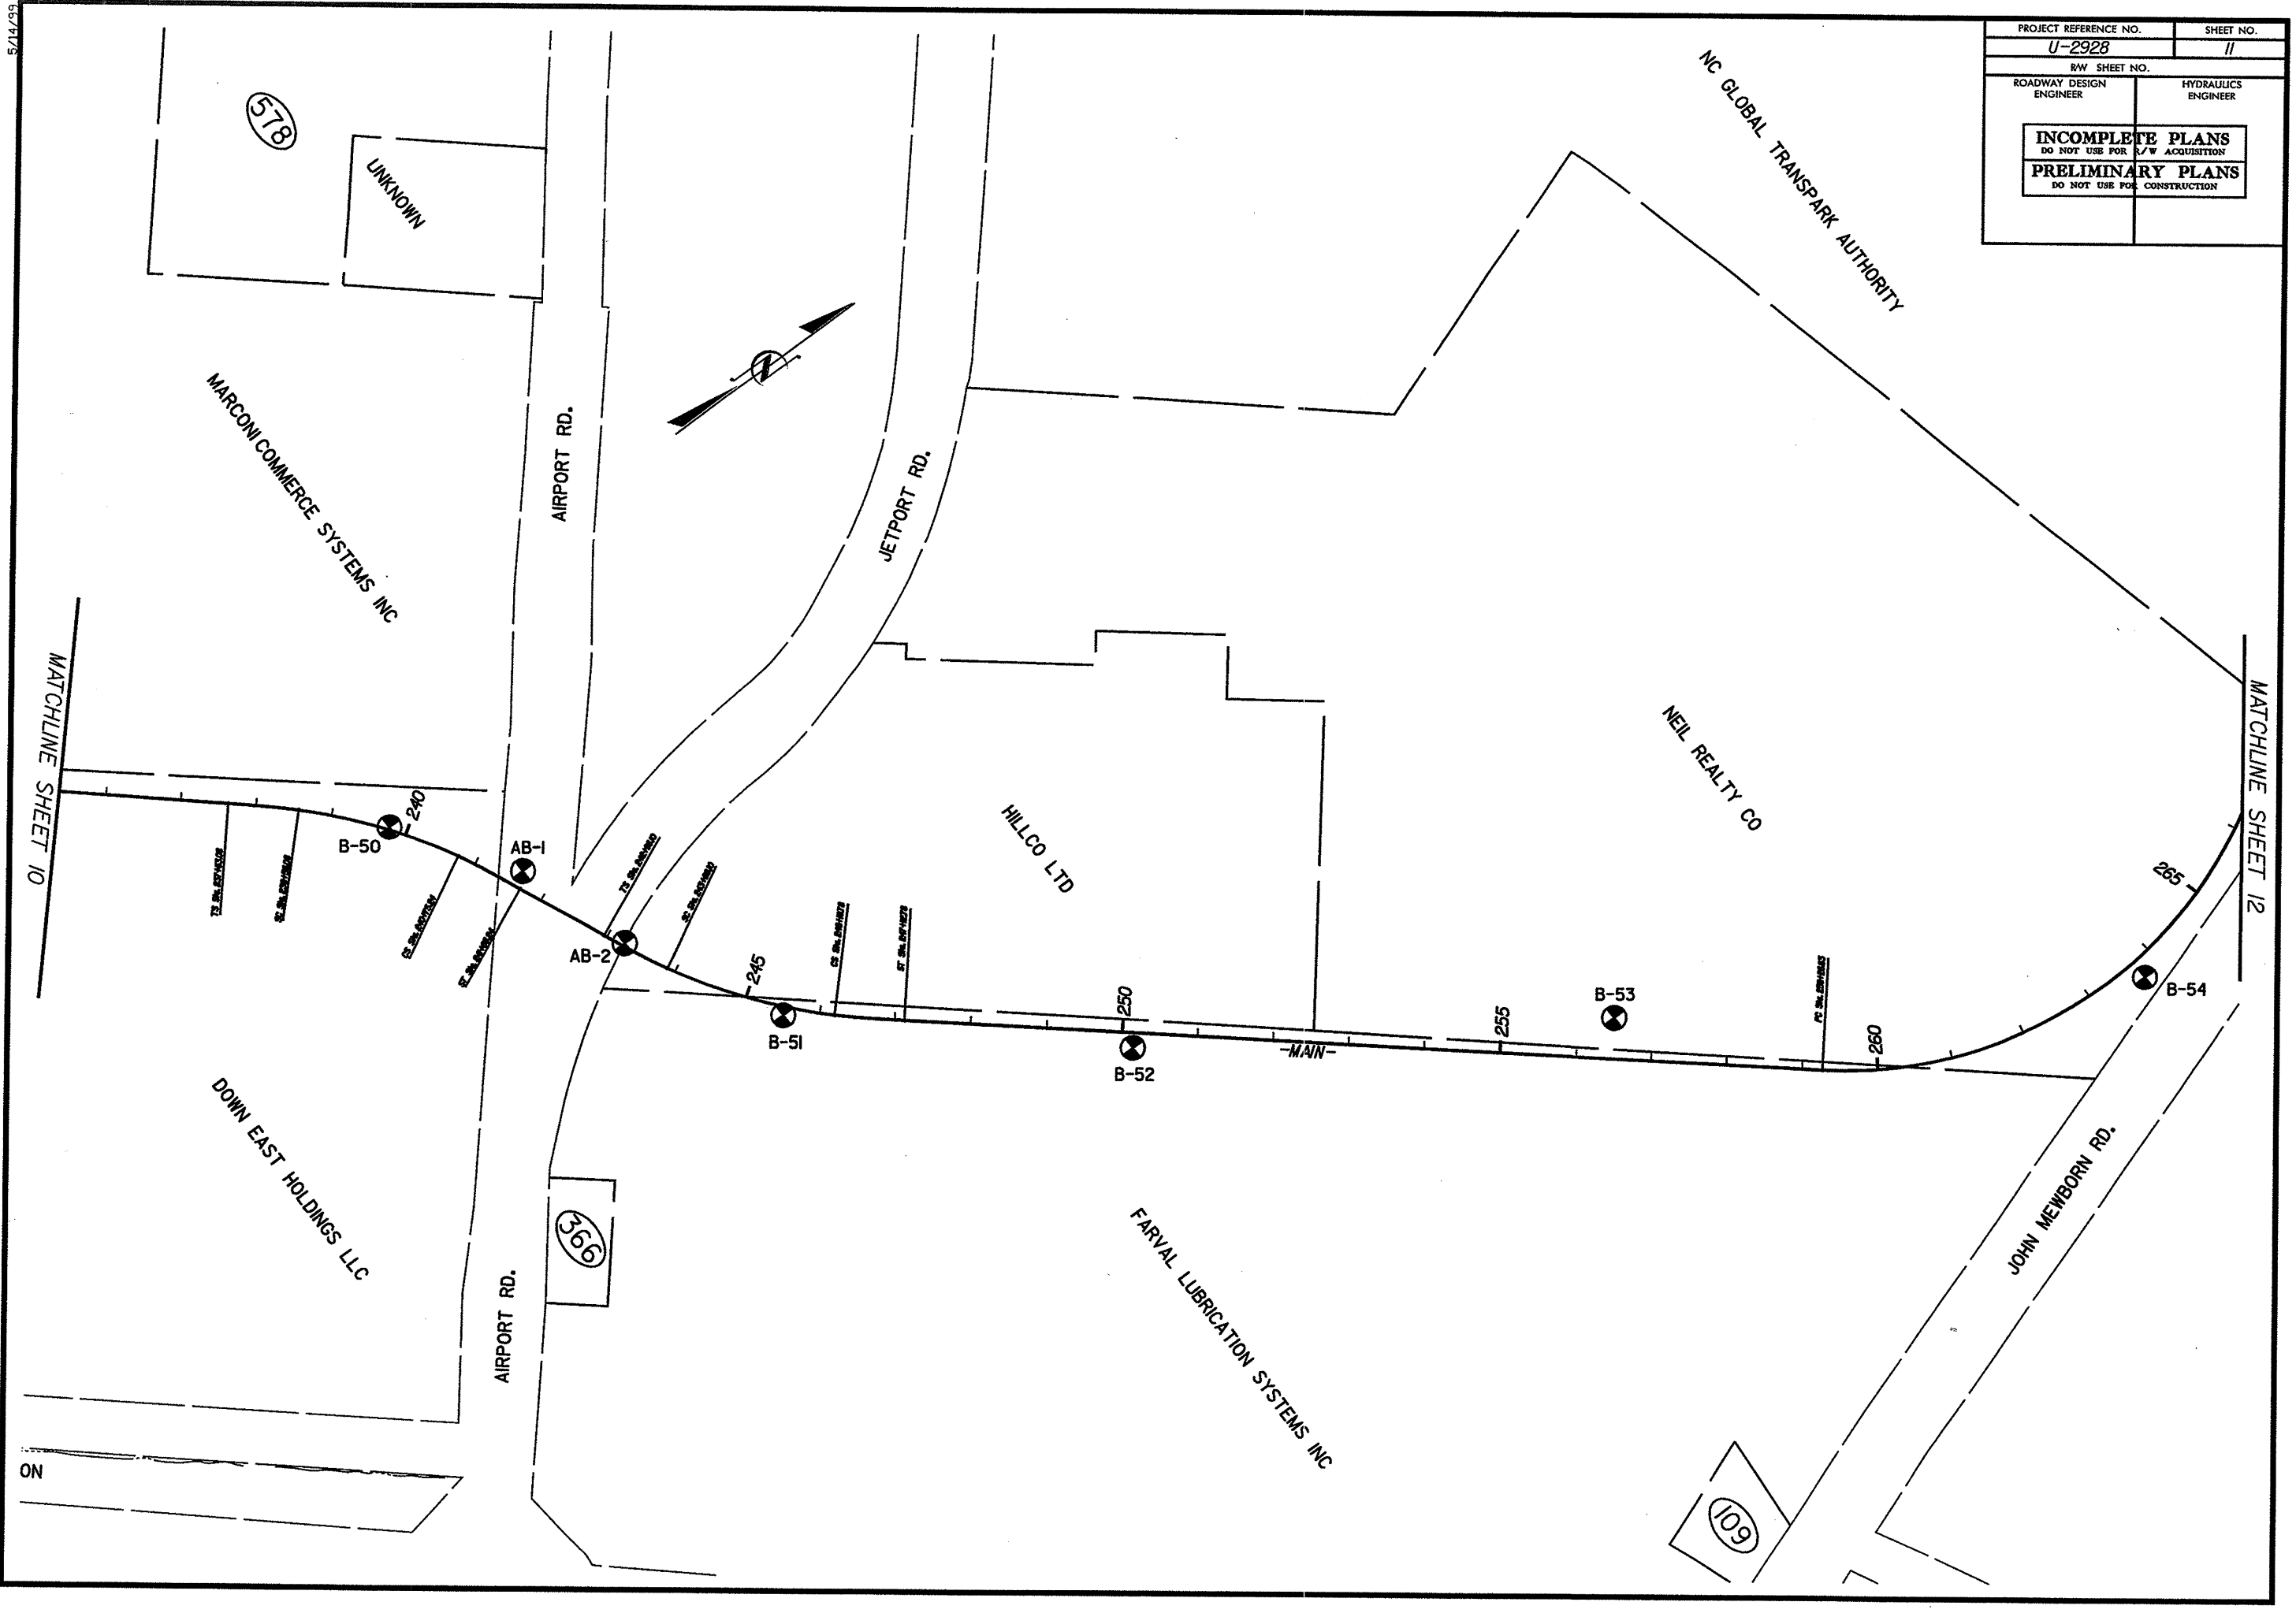 5/14/99
PROJECT REFERENCE NO.
SHEET NO.
U-2928
11
R/W SHEET NO.
ROADWAY DESIGN
ENGINEER
HYDRAULICS
ENGINEER
INCOMPLETE PLANS
DO NOT USE FOR R/W ACQUISITION
PRELIMINARY PLANS
DO NOT USE FOR CONSTRUCTION
NC GLOBAL TRANSPARK AUTHORITY
578
UNKNOWN
MARCONI COMMERCE SYSTEMS INC
AIRPORT RD.
JETPORT RD.
MATCHLINE SHEET 10
MATCHLINE SHEET 12
NEIL REALTY CO
HILLCO LTD
240
B-50
AB-1
AB-2
245
B-51
250
B-52
-MAIN-
255
B-53
260
265
B-54
DOWN EAST HOLDINGS LLC
366
AIRPORT RD.
FARVAL LUBRICATION SYSTEMS INC
JOHN MEWBORN RD.
109
ON